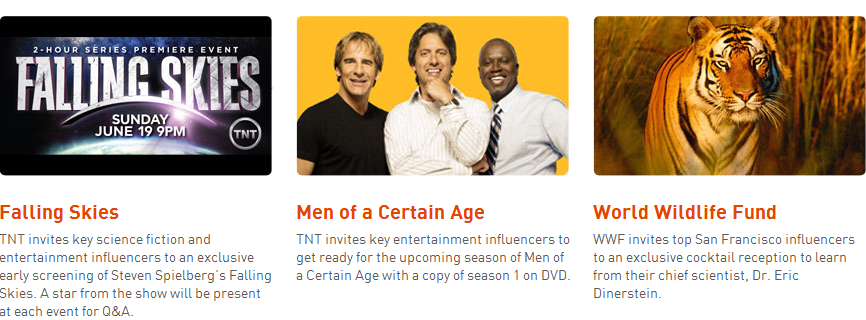 2-HOUR SERIES PREMIERE EVENT
FALLING SKIES
SUNDAY
JUNE 19 9PM
TNT
Falling Skies
TNT invites key science fiction and
entertainment influencers to an exclusive
early screening of Steven Spielberg's Falling
Skies. A star from the show will be present
at each event for Q&A.
Men of a Certain Age
TNT invites key entertainment influencers to
get ready for the upcoming season of Men of
a Certain Age with a copy of season 1 on DVD.
World Wildlife Fund
WWF invites top San Francisco influencers
to an exclusive cocktail reception to learn
from their chief scientist, Dr. Eric
Dinerstein.